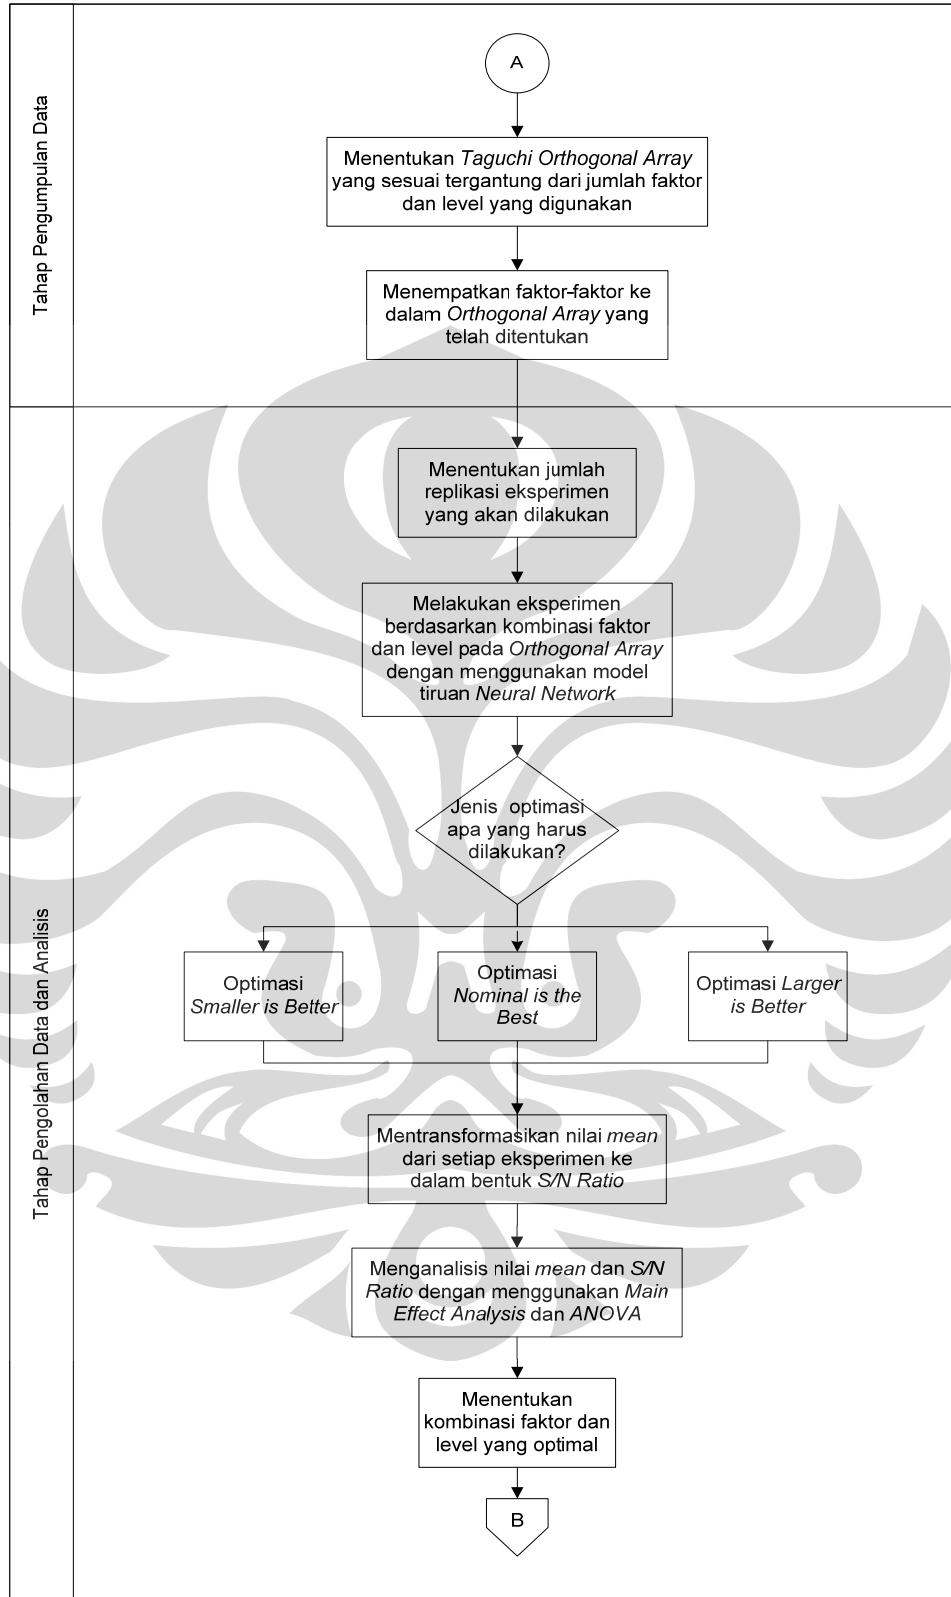 A
Tahap Pengumpulan Data
Menentukan Taguchi Orthogonal Array
yang sesuai tergantung dari jumlah faktor
dan level yang digunakan
Menempatkan faktor-faktor ke
dalam Orthogonal Array yang
telah ditentukan
Tahap Pengolahan Data dan Analisis
Menentukan jumlah
replikasi eksperimen
yang akan dilakukan
Melakukan eksperimen
berdasarkan kombinasi faktor
dan level pada Orthogonal Array
dengan menggunakan model
tiruan Neural Network
Jenis optimasi
apa yang harus
dilakukan?
Optimasi
Smaller is Better
Optimasi
Nominal is the
Best
Optimasi Larger
is Better
Mentransformasikan nilai mean
dari setiap eksperimen ke
dalam bentuk S/N Ratio
Menganalisis nilai mean dan S/N
Ratio dengan menggunakan Main
Effect Analysis dan ANOVA
Menentukan
kombinasi faktor dan
level yang optimal
B